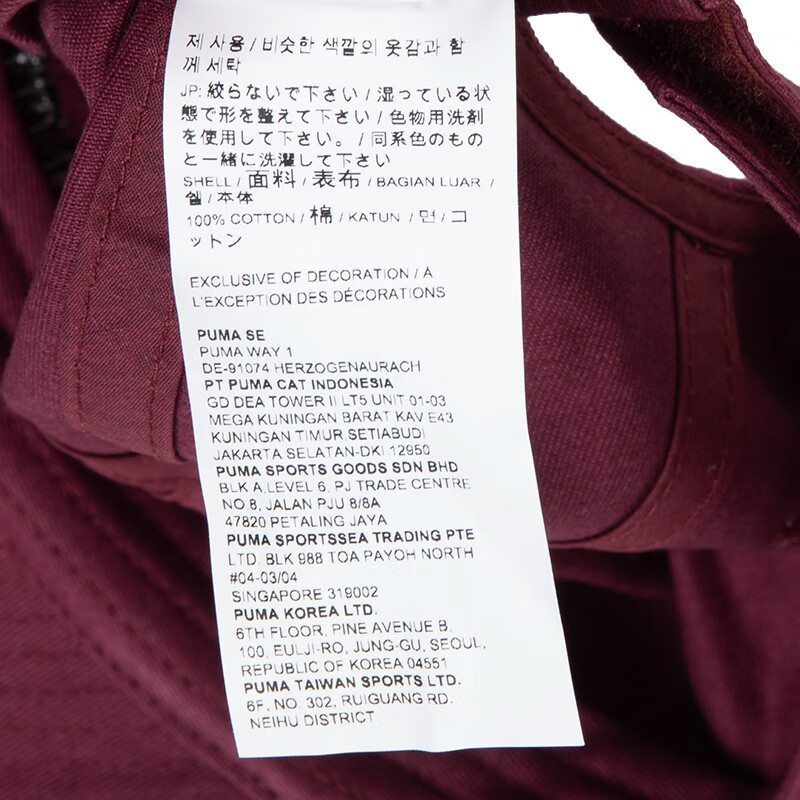 제 사용 / 비슷한 색깔의 옷감과 함
께 세탁
JP: 絞らないで下さい / 湿っている状
態で形を整えて下さい / 色物用洗剤
を使用して下さい。 / 同系色のもの
と一緒に洗濯して下さい
SHELL / 面料 / 表布 / BAGIAN LUAR /
쉘 / 本体
100% COTTON / 棉 / KATUN / 면 / コ
ットン
EXCLUSIVE OF DECORATION / À
L'EXCEPTION DES DÉCORATIONS
PUMA SE
PUMA WAY 1
DE-91074 HERZOGENAURACH
PT PUMA CAT INDONESIA
GD DEA TOWER II LT5 UNIT 01-03
MEGA KUNINGAN BARAT KAV E43
KUNINGAN TIMUR,SETIABUDI
JAKARTA SELATAN-DKI 12950
PUMA SPORTS GOODS SDN BHD
BLK A,LEVEL 6, PJ TRADE CENTRE
NO.8, JALAN PJU 8/8A
47820 PETALING JAYA
PUMA SPORTSSEA TRADING PTE
LTD. BLK 988 TOA PAYOH NORTH
#04-03/04
SINGAPORE 319002
PUMA KOREA LTD.
6TH FLOOR, PINE AVENUE B,
100, EULJI-RO, JUNG-GU, SEOUL,
REPUBLIC OF KOREA 04551
PUMA TAIWAN SPORTS LTD.
6F, NO. 302, RUIGUANG RD.
NEIHU DISTRICT